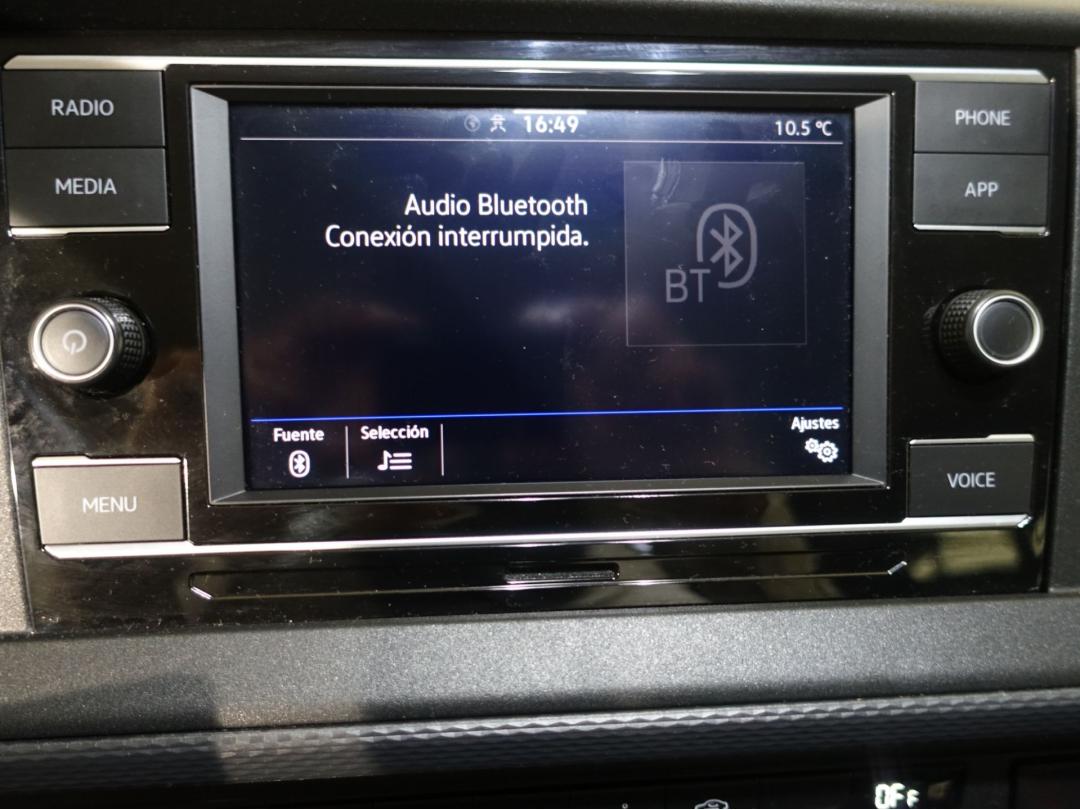 RADIO
MEDIA
MENU
16:49
10.5 °C
Audio Bluetooth
Conexión interrumpida.
BT
Fuente
Selección
Ajustes
PHONE
APP
VOICE
OFF